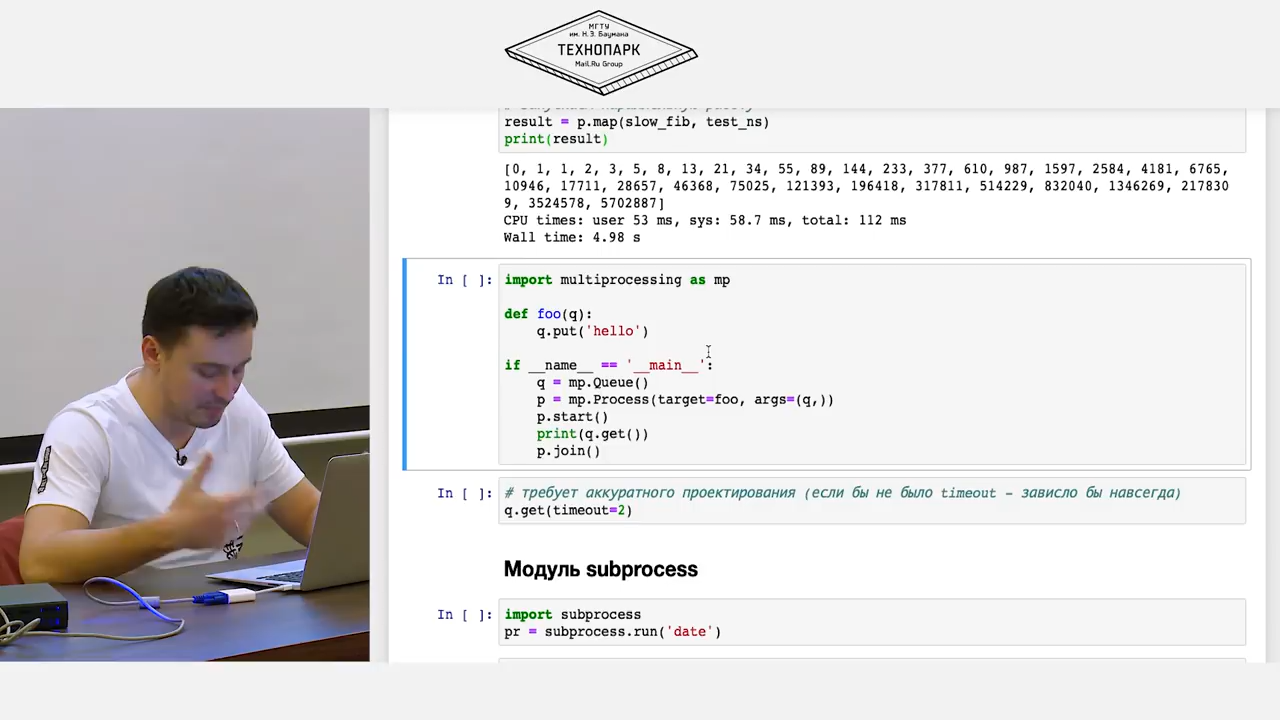 МГТУ
им. Н.Э. Баумана
ТЕХНОПАРК
Mail.Ru Group
result = p.map(slow_fib, test_ns)
print(result)
[0, 1, 1, 2, 3, 5, 8, 13, 21, 34, 55, 89, 144, 233, 377, 610, 987, 1597, 2584, 4181, 6765,
10946, 17711, 28657, 46368, 75025, 121393, 196418, 317811, 514229, 832040, 1346269, 217830
9, 3524578, 5702887]
CPU times: user 53 ms, sys: 58.7 ms, total: 112 ms
Wall time: 4.98 s
In [ ]: import multiprocessing as mp
def foo(q):
q.put('hello')
if __name__ == '__main__':
q = mp.Queue()
p = mp.Process(target=foo, args=(q,))
p.start()
print(q.get())
p.join()
In [ ]: # требует аккуратного проектирования (если бы не было timeout - зависло бы навсегда)
q.get(timeout=2)
Модуль subprocess
In [ ]: import subprocess
pr = subprocess.run('date')